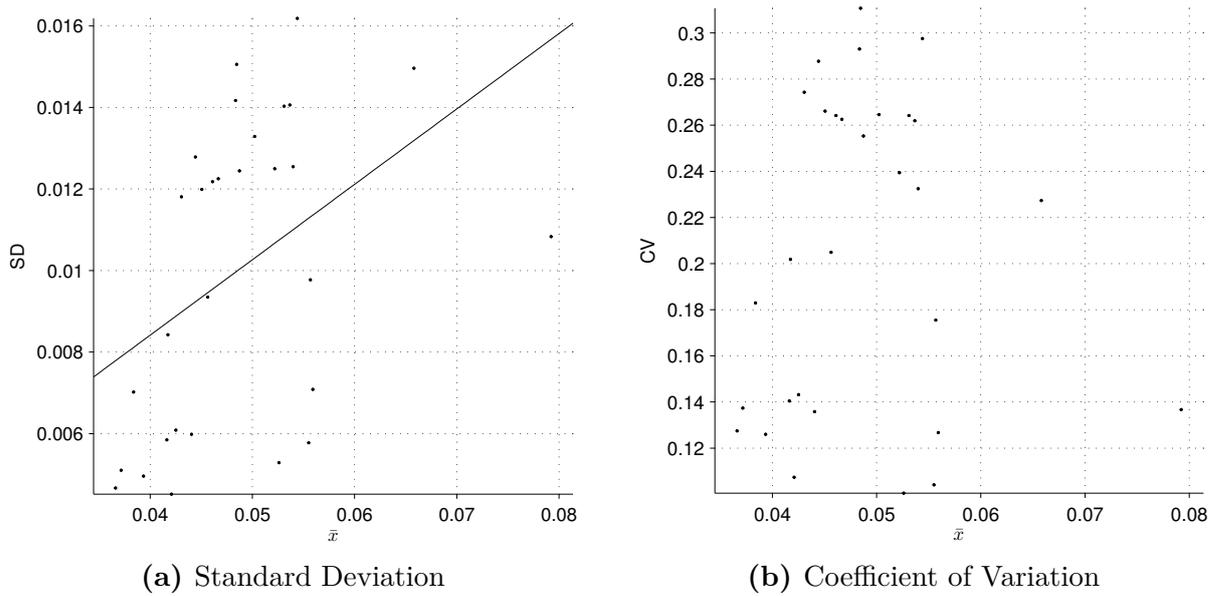 0.016
0.014
0.012
0.01
0.008
0.006
SD
0.04 0.05 0.06 0.07 0.08
x̄
(a) Standard Deviation
0.3
0.28
0.26
0.24
0.22
0.2
0.18
0.16
0.14
0.12
CV
0.04 0.05 0.06 0.07 0.08
x̄
(b) Coefficient of Variation